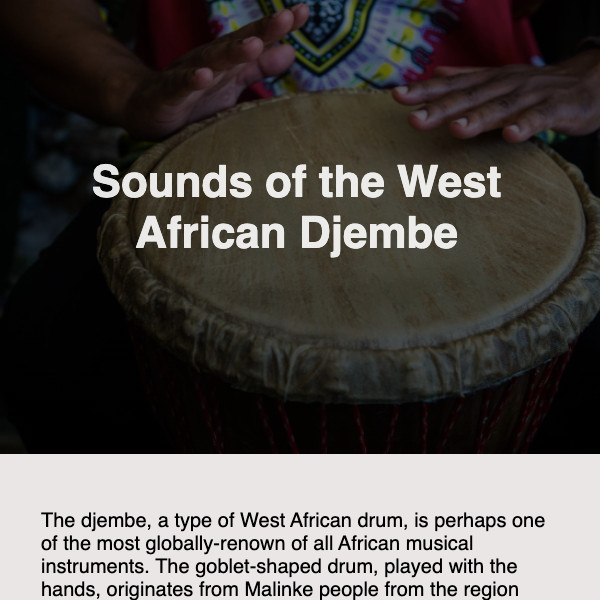 Sounds of the West
African Djembe
The djembe, a type of West African drum, is perhaps one
of the most globally-renown of all African musical
instruments. The goblet-shaped drum, played with the
hands, originates from Malinke people from the region